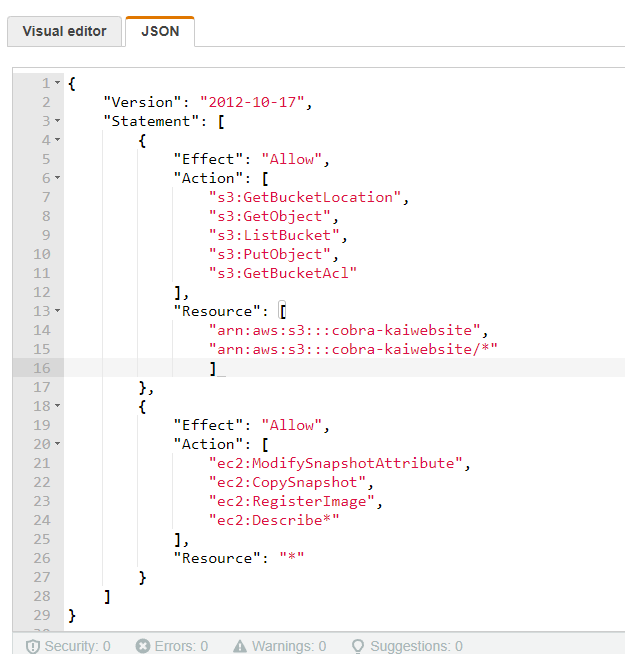 Visual editor JSON
1 {
2 "Version": "2012-10-17",
3 "Statement": [
4 {
5 "Effect": "Allow",
6 "Action": [
7 "s3:GetBucketLocation",
8 "s3:GetObject",
9 "s3:ListBucket",
10 "s3:PutObject",
11 "s3:GetBucketAcl"
12 ],
13 "Resource": [
14 "arn:aws:s3:::cobra-kaiwebsite",
15 "arn:aws:s3:::cobra-kaiwebsite/*"
16 ]
17 },
18 {
19 "Effect": "Allow",
20 "Action": [
21 "ec2:ModifySnapshotAttribute",
22 "ec2:CopySnapshot",
23 "ec2:RegisterImage",
24 "ec2:Describe*"
25 ],
26 "Resource": "*"
27 }
28 ]
29 }
Security: 0 Errors: 0 Warnings: 0 Suggestions: 0